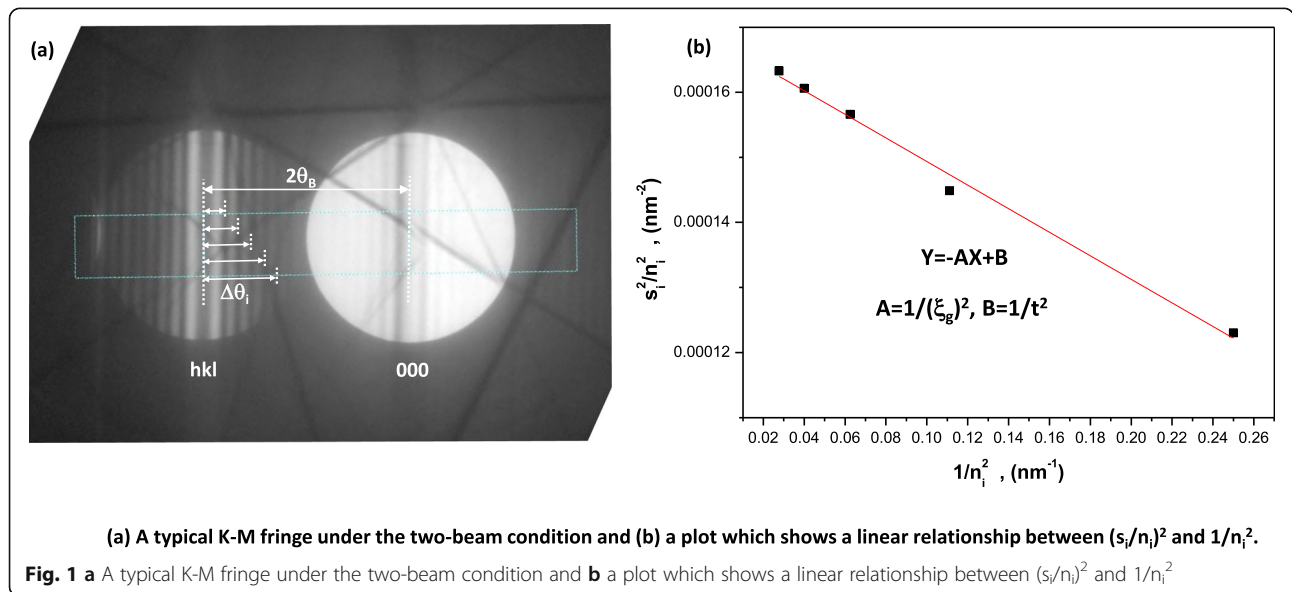 (a)
2θB
Δθi
hkl
000
(b)
0.00016
0.00014
0.00012
si²/ni² , (nm⁻²)
Y=-AX+B
A=1/(ξg)², B=1/t²
0.02 0.04 0.06 0.08 0.10 0.12 0.14 0.16 0.18 0.20 0.22 0.24 0.26
1/ni² , (nm⁻¹)
(a) A typical K-M fringe under the two-beam condition and (b) a plot which shows a linear relationship between (si/ni)² and 1/ni².
Fig. 1 a A typical K-M fringe under the two-beam condition and b a plot which shows a linear relationship between (si/ni)² and 1/ni²